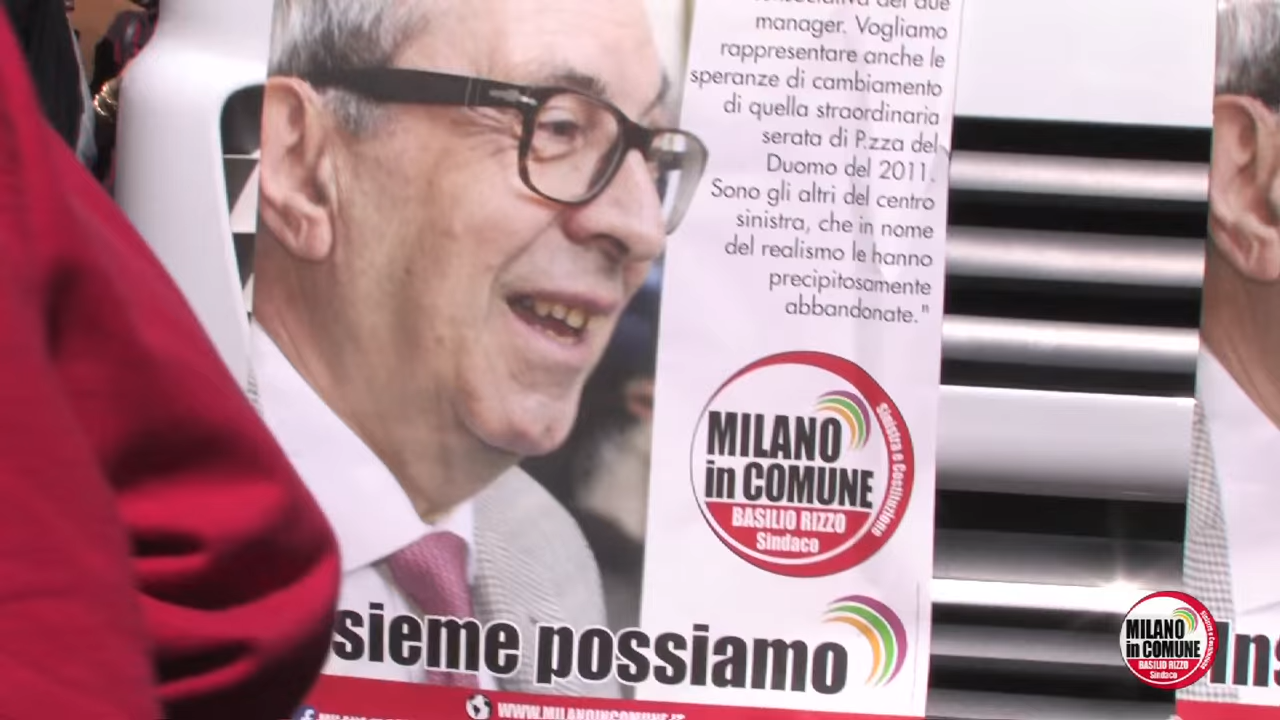 manager. Vogliamo
rappresentare anche le
speranze di cambiamento
di quella straordinaria
serata di P.zza del
Duomo del 2011.
Sono gli altri del centro
sinistra, che in nome
del realismo le hanno
precipitosamente
abbandonate."
MILANO
in COMUNE
BASILIO RIZZO
Sindaco
Sinistra e Costituzione
sieme possiamo
WWW.MILANOINCOMUNE.IT
MILANO
in COMUNE
BASILIO RIZZO
Sindaco
Sinistra e Costituzione
Ins